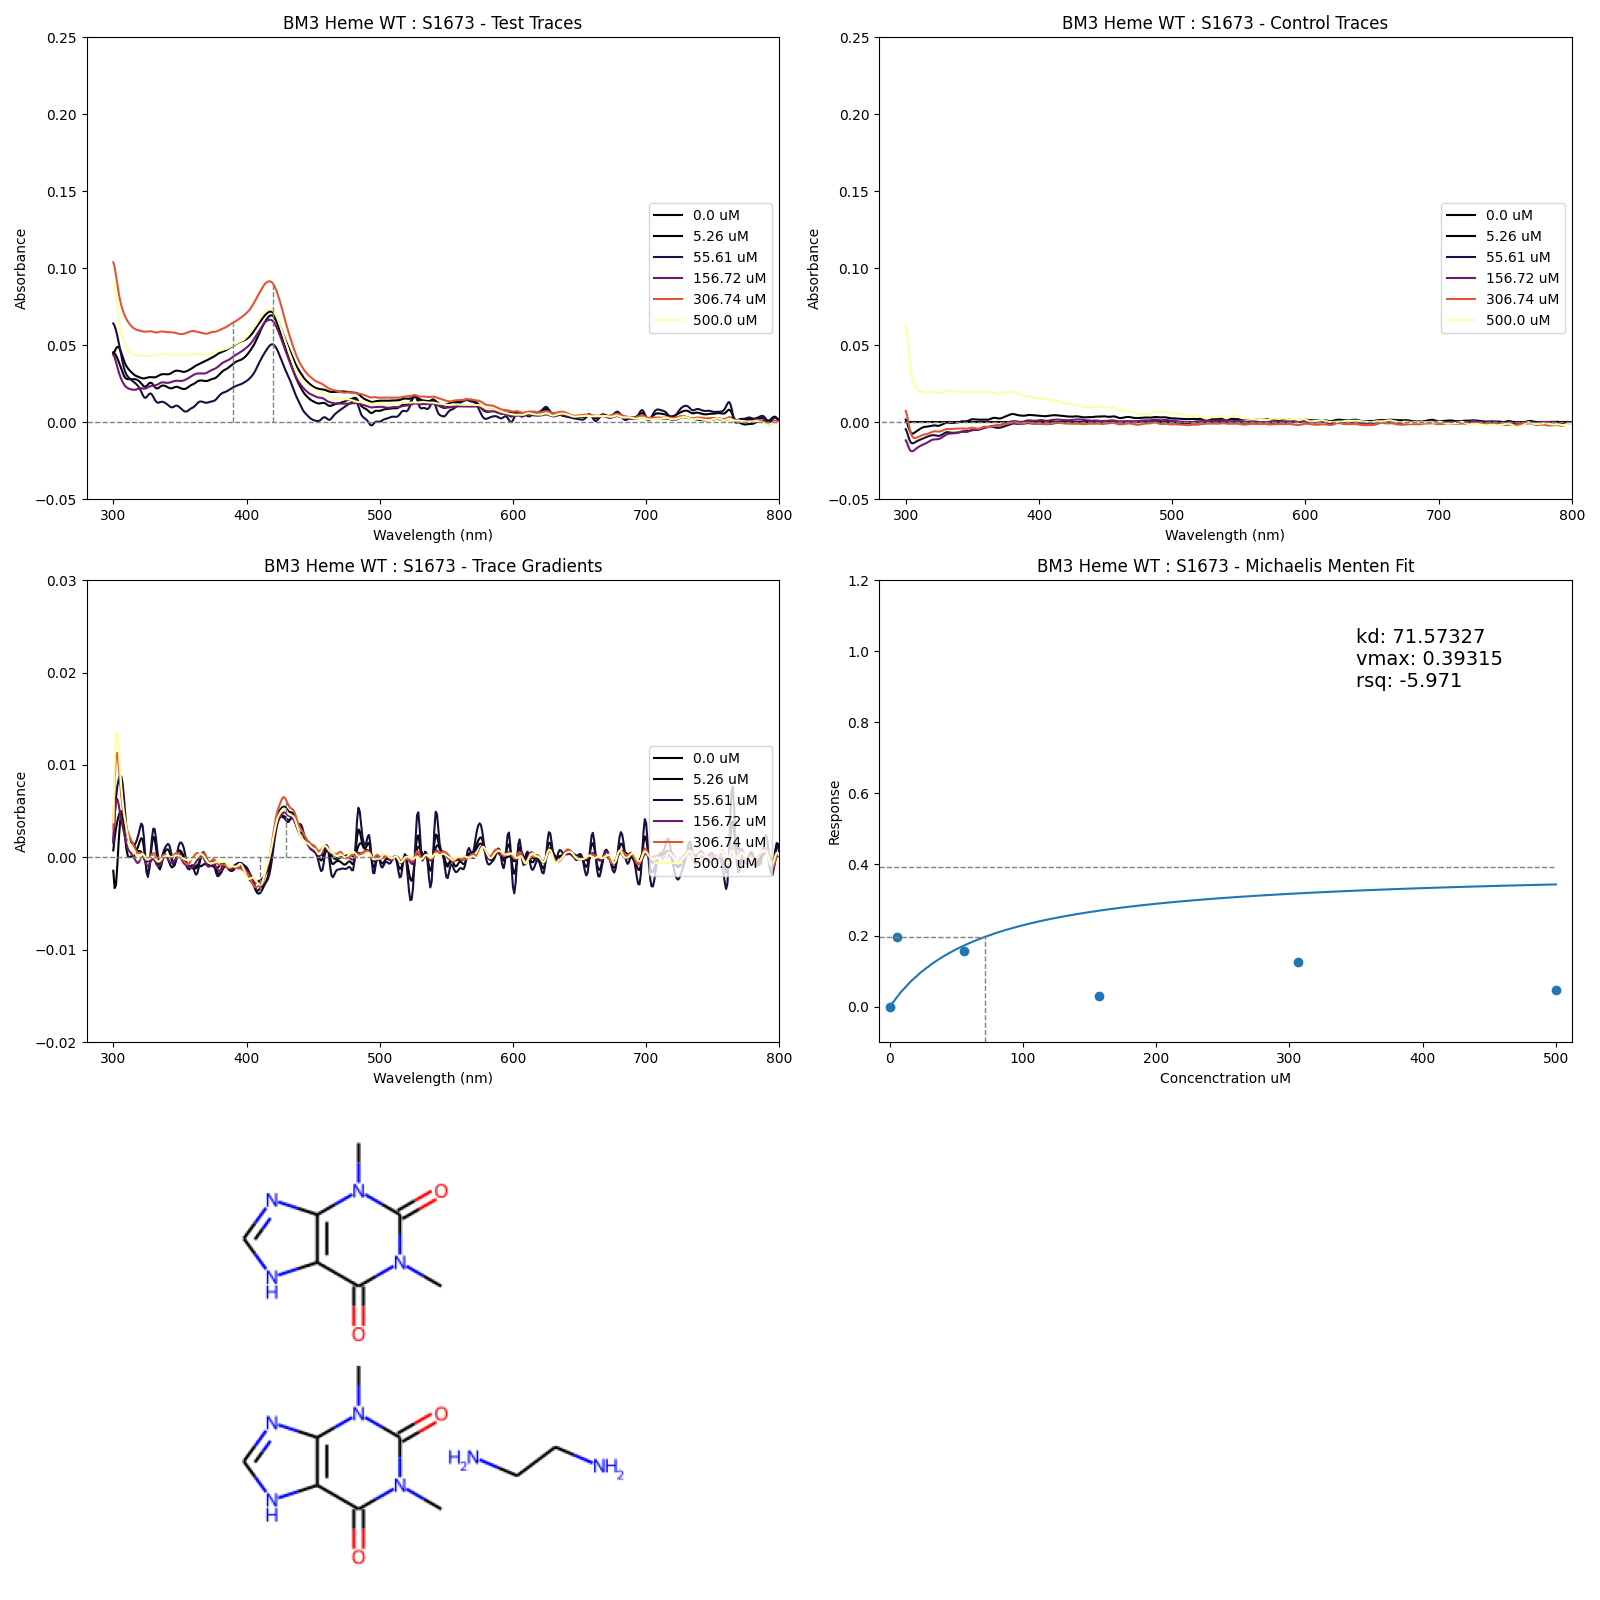 BM3 Heme WT : S1673 - Test Traces
Absorbance
0.25
0.20
0.15
0.10
0.05
0.00
−0.05
300
400
500
600
700
800
Wavelength (nm)
0.0 uM
5.26 uM
55.61 uM
156.72 uM
306.74 uM
500.0 uM
BM3 Heme WT : S1673 - Control Traces
Absorbance
0.25
0.20
0.15
0.10
0.05
0.00
−0.05
300
400
500
600
700
800
Wavelength (nm)
0.0 uM
5.26 uM
55.61 uM
156.72 uM
306.74 uM
500.0 uM
BM3 Heme WT : S1673 - Trace Gradients
Absorbance
0.03
0.02
0.01
0.00
−0.01
−0.02
300
400
500
600
700
800
Wavelength (nm)
0.0 uM
5.26 uM
55.61 uM
156.72 uM
306.74 uM
500.0 uM
BM3 Heme WT : S1673 - Michaelis Menten Fit
Response
1.2
1.0
0.8
0.6
0.4
0.2
0.0
0
100
200
300
400
500
Concenctration uM
kd: 71.57327
vmax: 0.39315
rsq: -5.971
N
N
O
N
N
H
O
N
N
O
H2N
NH2
N
N
H
O